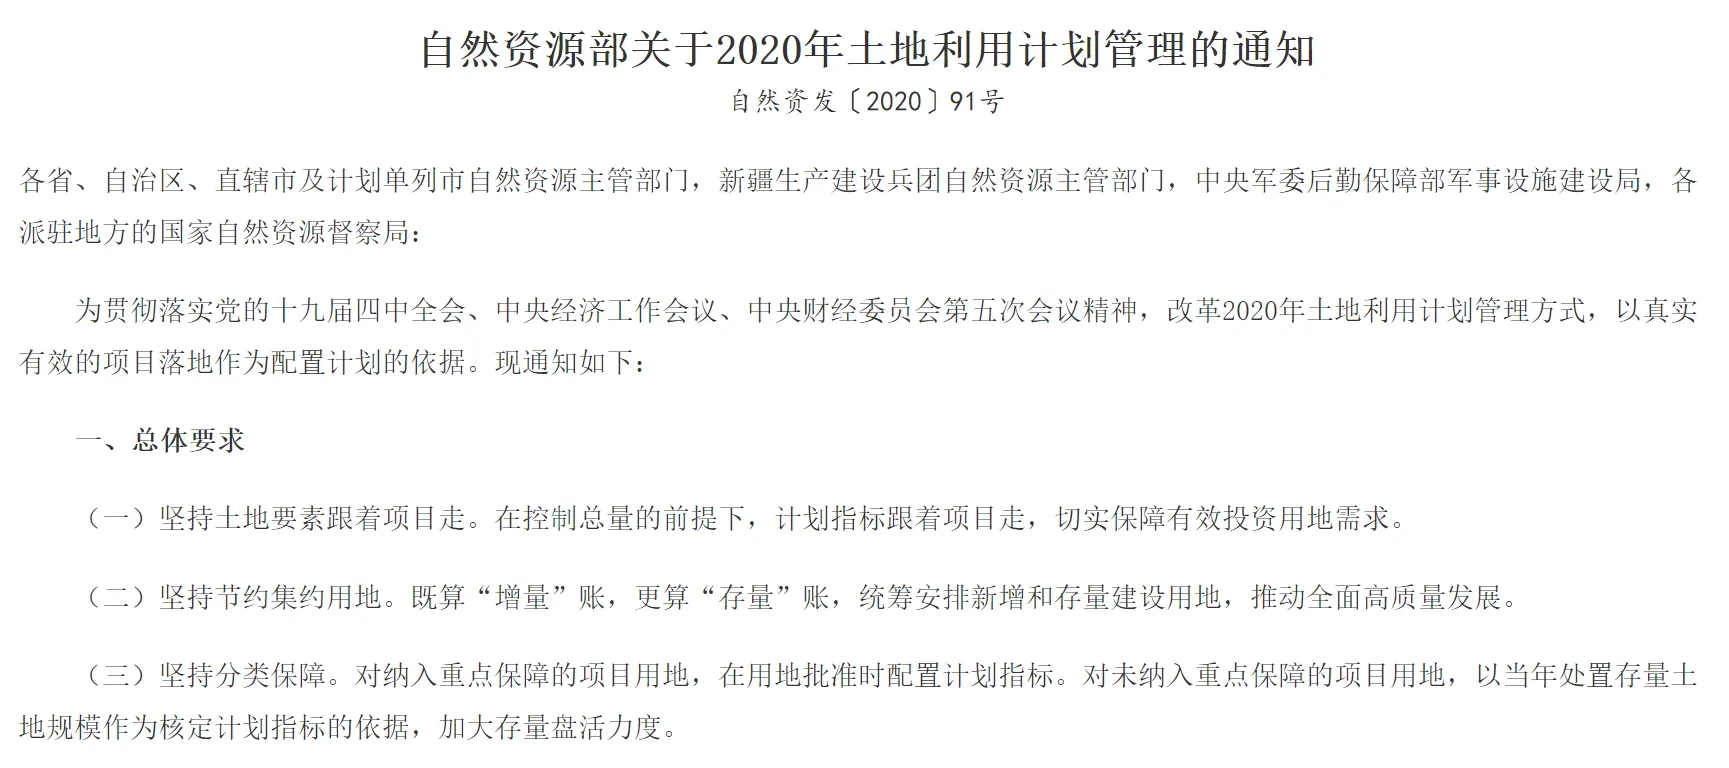 自然资源部关于2020年土地利用计划管理的通知
自然资发〔2020〕91号
各省、自治区、直辖市及计划单列市自然资源主管部门，新疆生产建设兵团自然资源主管部门，中央军委后勤保障部军事设施建设局，各
派驻地方的国家自然资源督察局：
为贯彻落实党的十九届四中全会、中央经济工作会议、中央财经委员会第五次会议精神，改革2020年土地利用计划管理方式，以真实
有效的项目落地作为配置计划的依据。现通知如下：
一、总体要求
（一）坚持土地要素跟着项目走。在控制总量的前提下，计划指标跟着项目走，切实保障有效投资用地需求。
（二）坚持节约集约用地。既算“增量”账，更算“存量”账，统筹安排新增和存量建设用地，推动全面高质量发展。
（三）坚持分类保障。对纳入重点保障的项目用地，在用地批准时配置计划指标。对未纳入重点保障的项目用地，以当年处置存量土
地规模作为核定计划指标的依据，加大存量盘活力度。